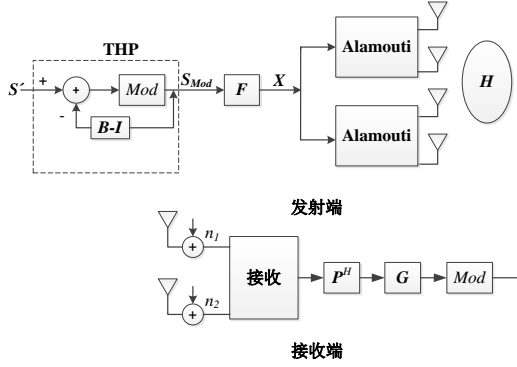 THP
S´ + + Mod S_Mod F X Alamouti
- B-I
H
Alamouti
发射端
n_1
+
接收 P^H G Mod
n_2
+
接收端